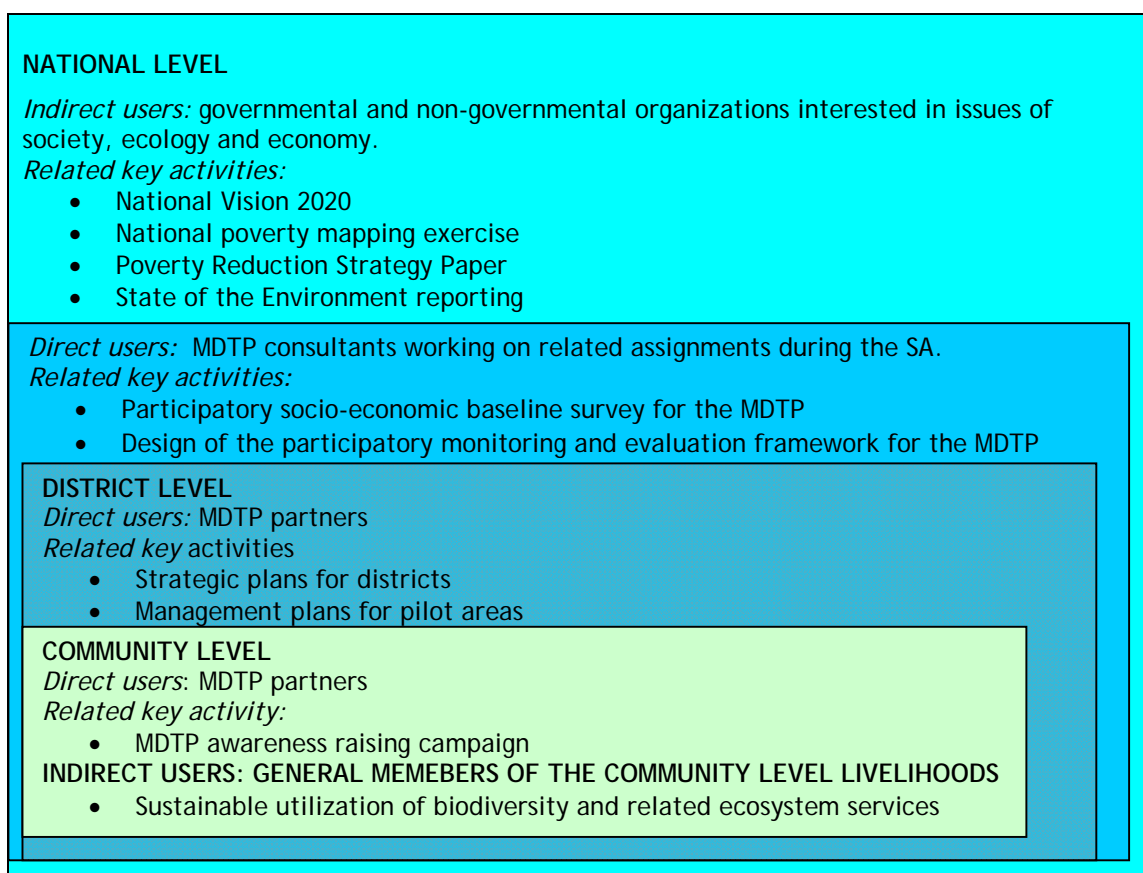 NATIONAL LEVEL
Indirect users: governmental and non-governmental organizations interested in issues of
society, ecology and economy.
Related key activities:
• National Vision 2020
• National poverty mapping exercise
• Poverty Reduction Strategy Paper
• State of the Environment reporting
Direct users: MDTP consultants working on related assignments during the SA.
Related key activities:
• Participatory socio-economic baseline survey for the MDTP
• Design of the participatory monitoring and evaluation framework for the MDTP
DISTRICT LEVEL
Direct users: MDTP partners
Related key activities
• Strategic plans for districts
• Management plans for pilot areas
COMMUNITY LEVEL
Direct users: MDTP partners
Related key activity:
• MDTP awareness raising campaign
INDIRECT USERS: GENERAL MEMEBERS OF THE COMMUNITY LEVEL LIVELIHOODS
• Sustainable utilization of biodiversity and related ecosystem services